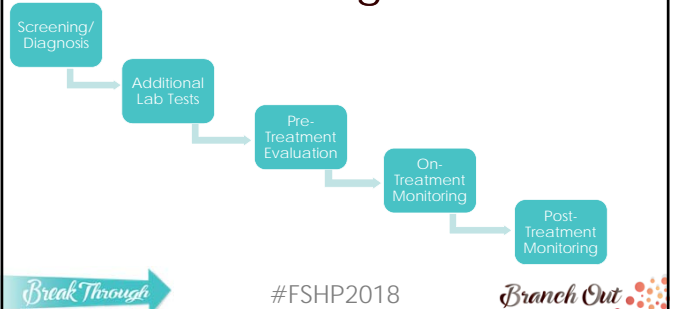 Screening/
Diagnosis
Additional
Lab Tests
Pre-
Treatment
Evaluation
On-
Treatment
Monitoring
Post-
Treatment
Monitoring
Break Through
#FSHP2018
Branch Out